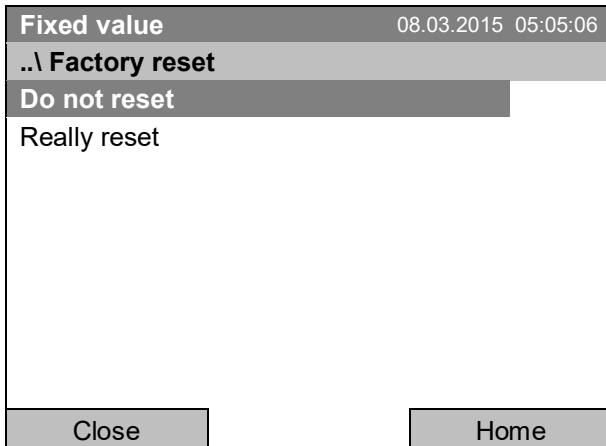 Fixed value 08.03.2015 05:05:06
..\ Factory reset
Do not reset
Really reset
Close Home